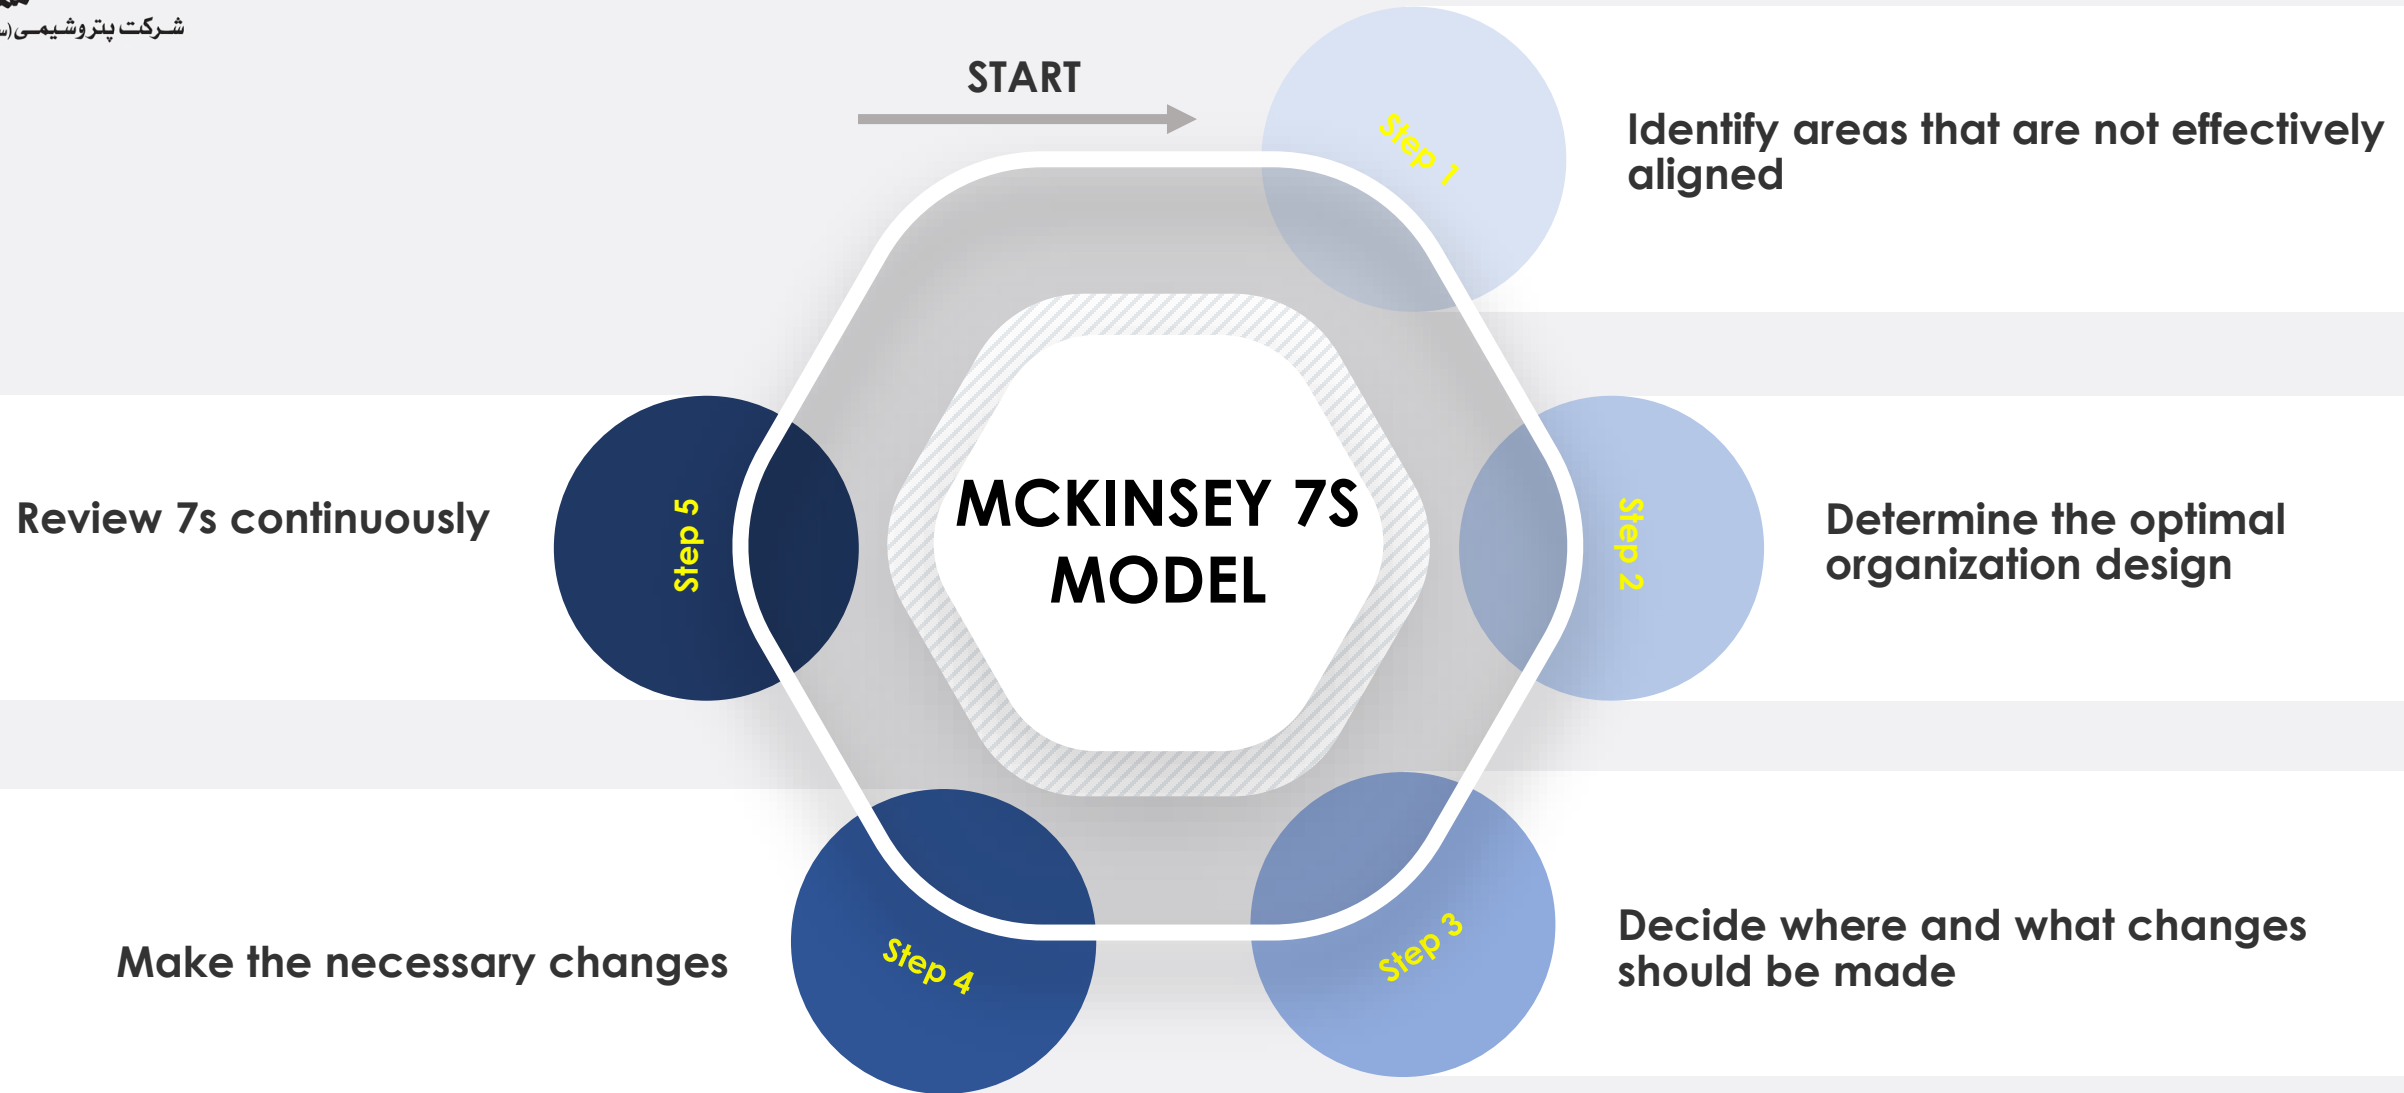 شرکت پتروشیمی
START
Step 1
Identify areas that are not effectively
aligned
Step 2
Determine the optimal
organization design
Step 3
Decide where and what changes
should be made
Step 4
Make the necessary changes
Step 5
Review 7s continuously
MCKINSEY 7S
MODEL